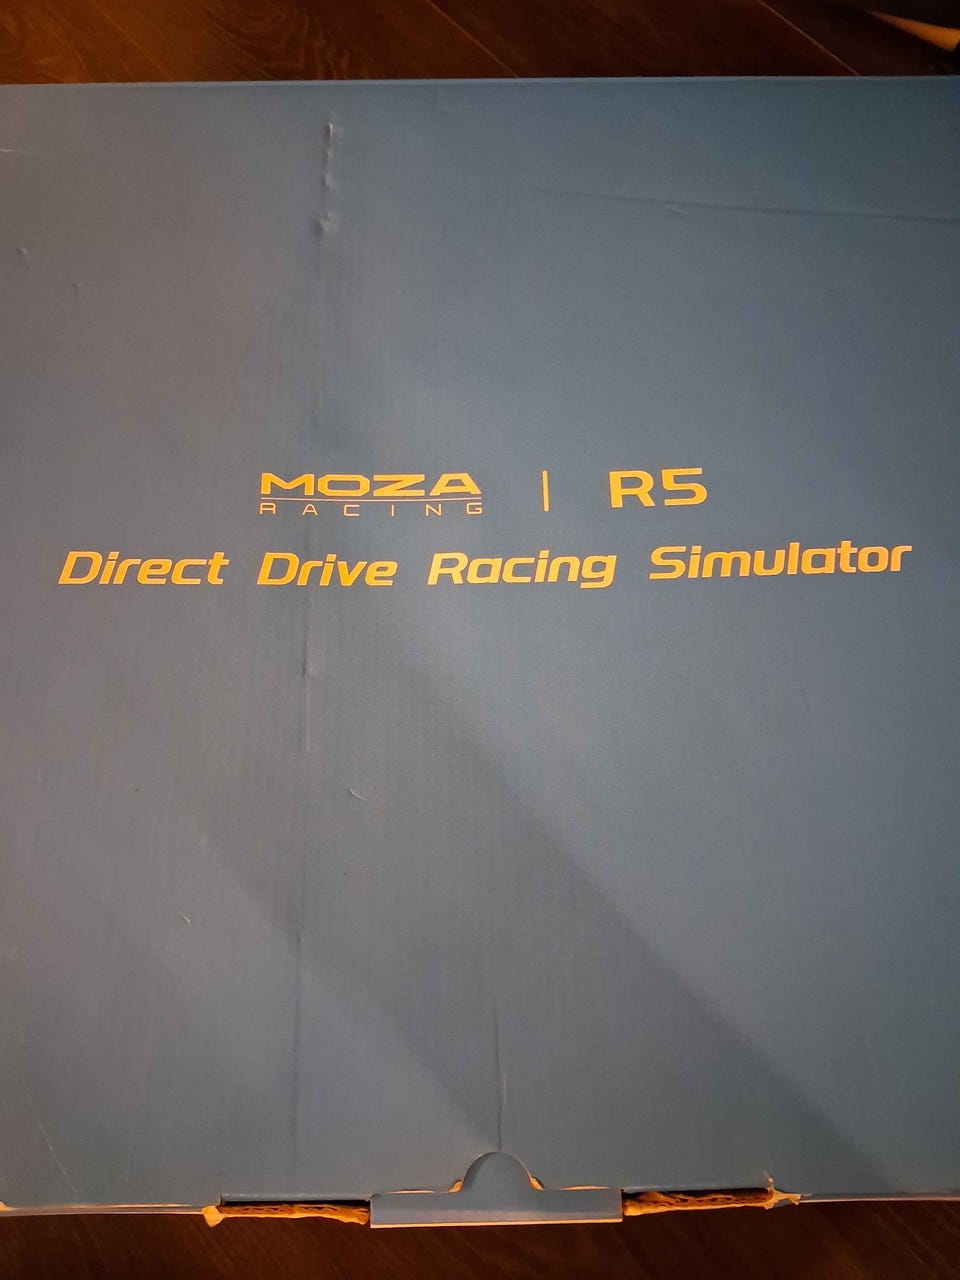 MOZA | R5
RACING
Direct Drive Racing Simulator